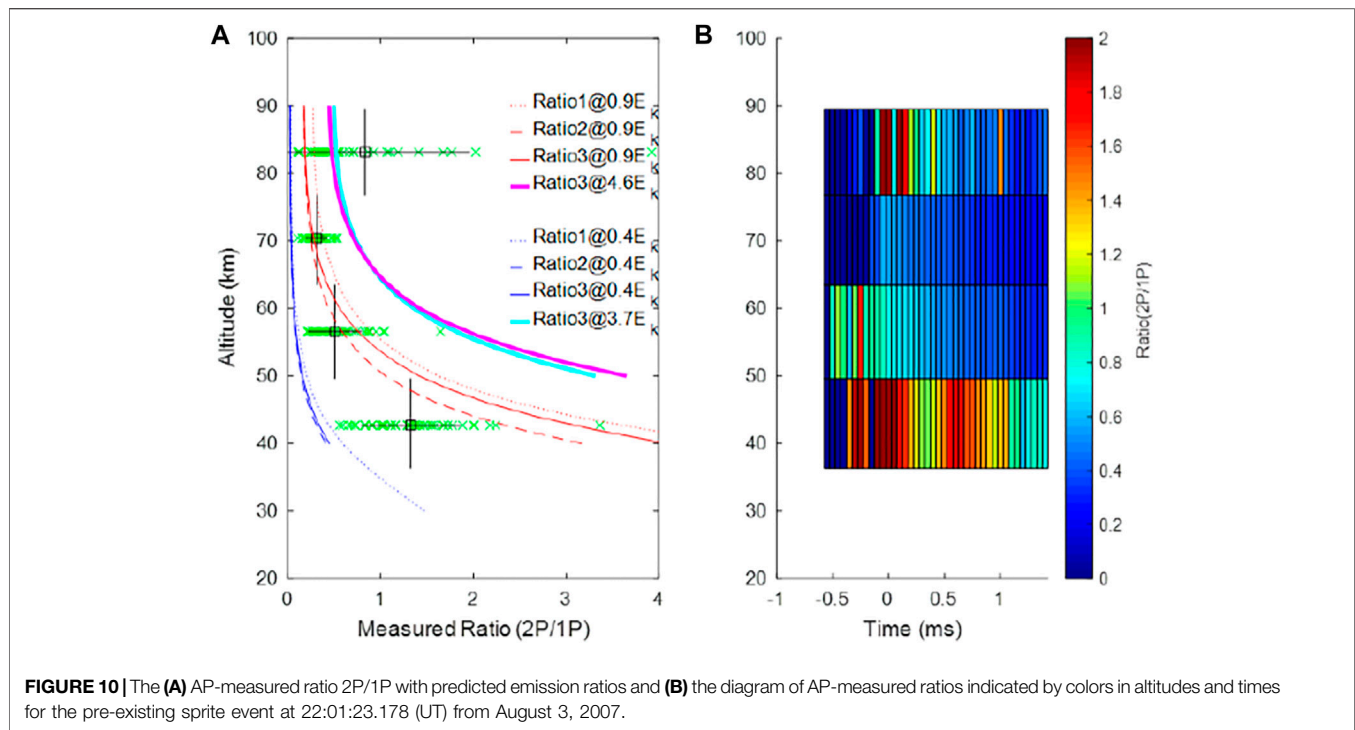 A
B
100
90
80
70
60
50
40
30
20
Altitude (km)
0 1 2 3 4
Measured Ratio (2P/1P)
Ratio1@0.9E
Ratio2@0.9E
Ratio3@0.9E
Ratio3@4.6E
Ratio1@0.4E
Ratio2@0.4E
Ratio3@0.4E
Ratio3@3.7E
100
90
80
70
60
50
40
30
20
-1 -0.5 0 0.5 1
Time (ms)
2
1.8
1.6
1.4
1.2
1
0.8
0.6
0.4
0.2
0
Ratio(2P/1P)
FIGURE 10 | The (A) AP-measured ratio 2P/1P with predicted emission ratios and (B) the diagram of AP-measured ratios indicated by colors in altitudes and times
for the pre-existing sprite event at 22:01:23.178 (UT) from August 3, 2007.